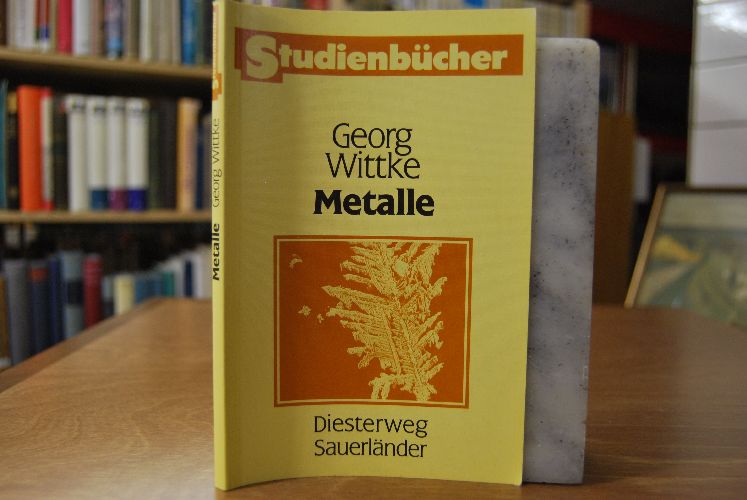 Studienbücher
Georg
Wittke
Metalle
Diesterweg
Sauerländer
Metalle Georg Wittke